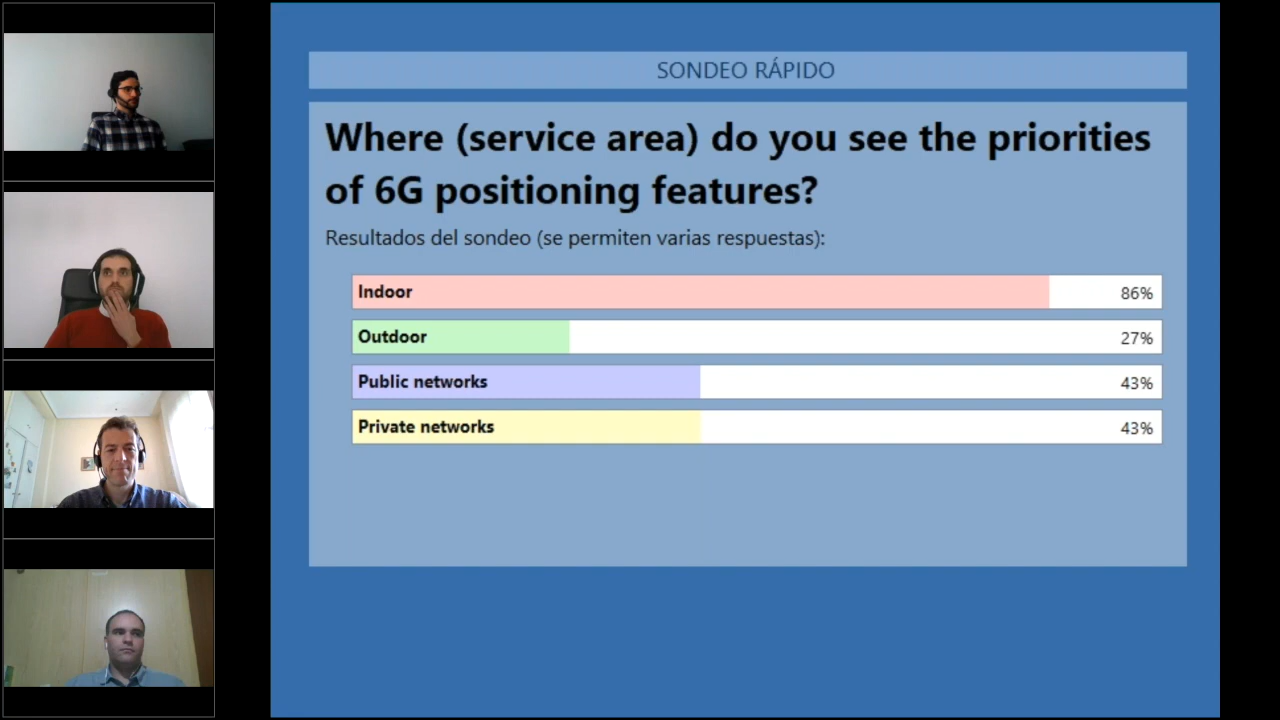 SONDEO RÁPIDO
Where (service area) do you see the priorities
of 6G positioning features?
Resultados del sondeo (se permiten varias respuestas):
Indoor 86%
Outdoor 27%
Public networks 43%
Private networks 43%